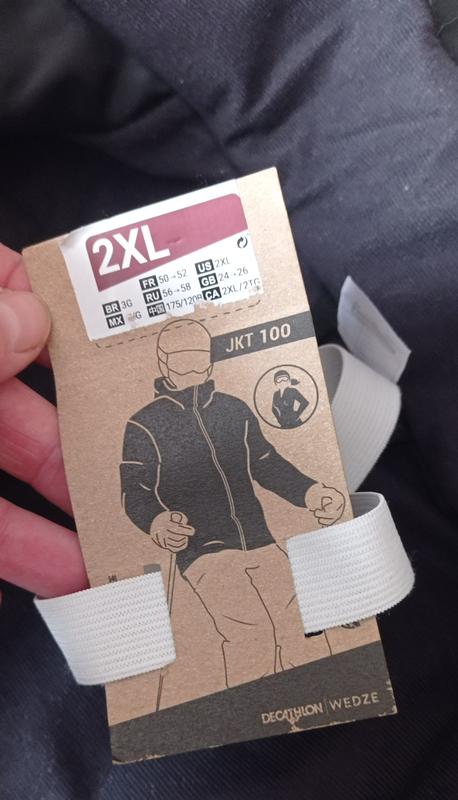 2XL
FR 50→52 US 2XL
BR 3G RU 56→58 GB 24→26
MX G 中国 175/120B CA 2XL/2TG
JKT 100
DECATHLON | WEDZE